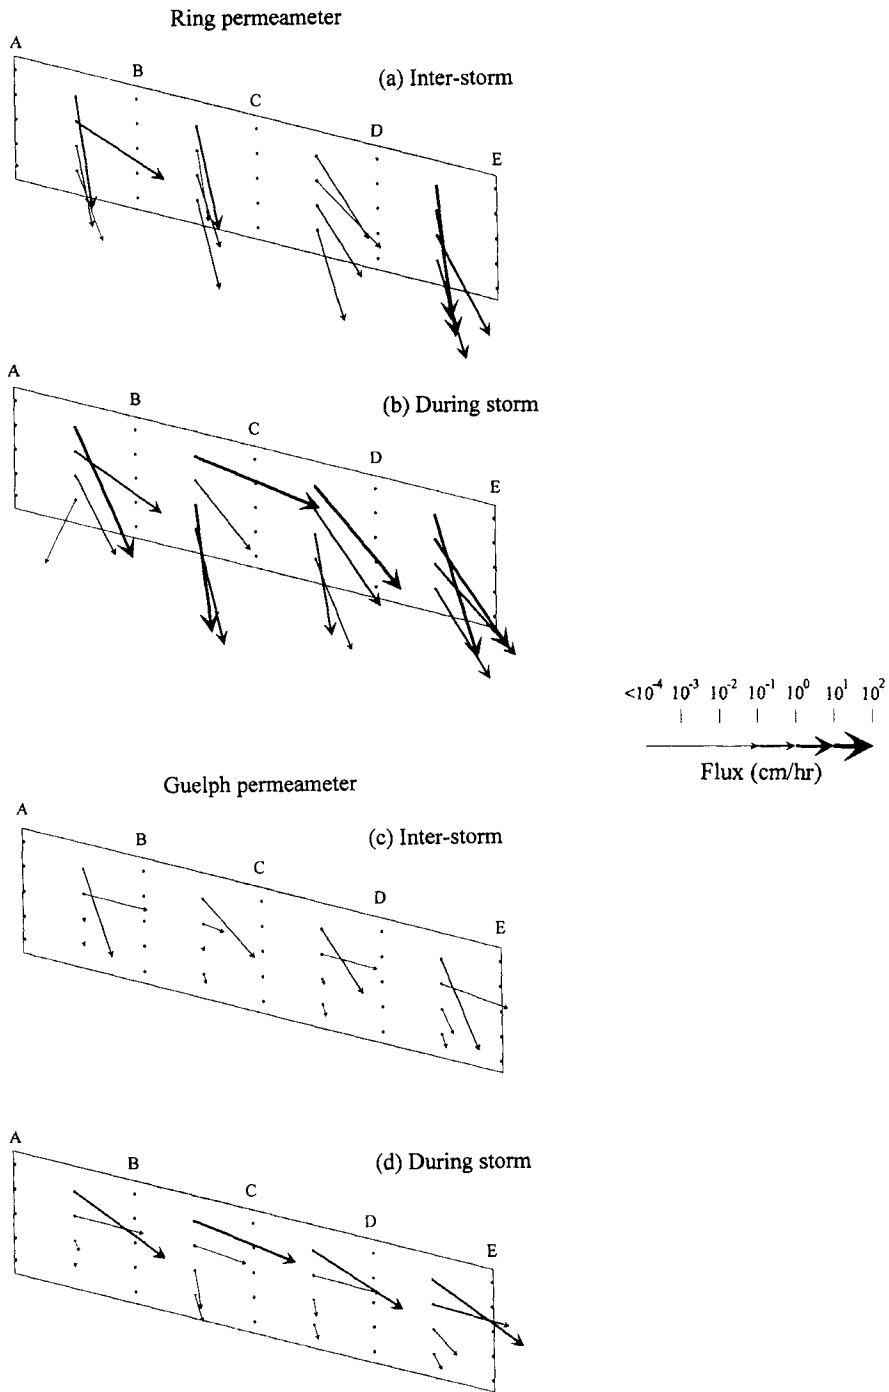 Ring permeameter
A
B
(a) Inter-storm
C
D
E
A
B
(b) During storm
C
D
E
<10⁻⁴ 10⁻³ 10⁻² 10⁻¹ 10⁰ 10¹ 10²
Flux (cm/hr)
Guelph permeameter
A
B
(c) Inter-storm
C
D
E
A
B
(d) During storm
C
D
E